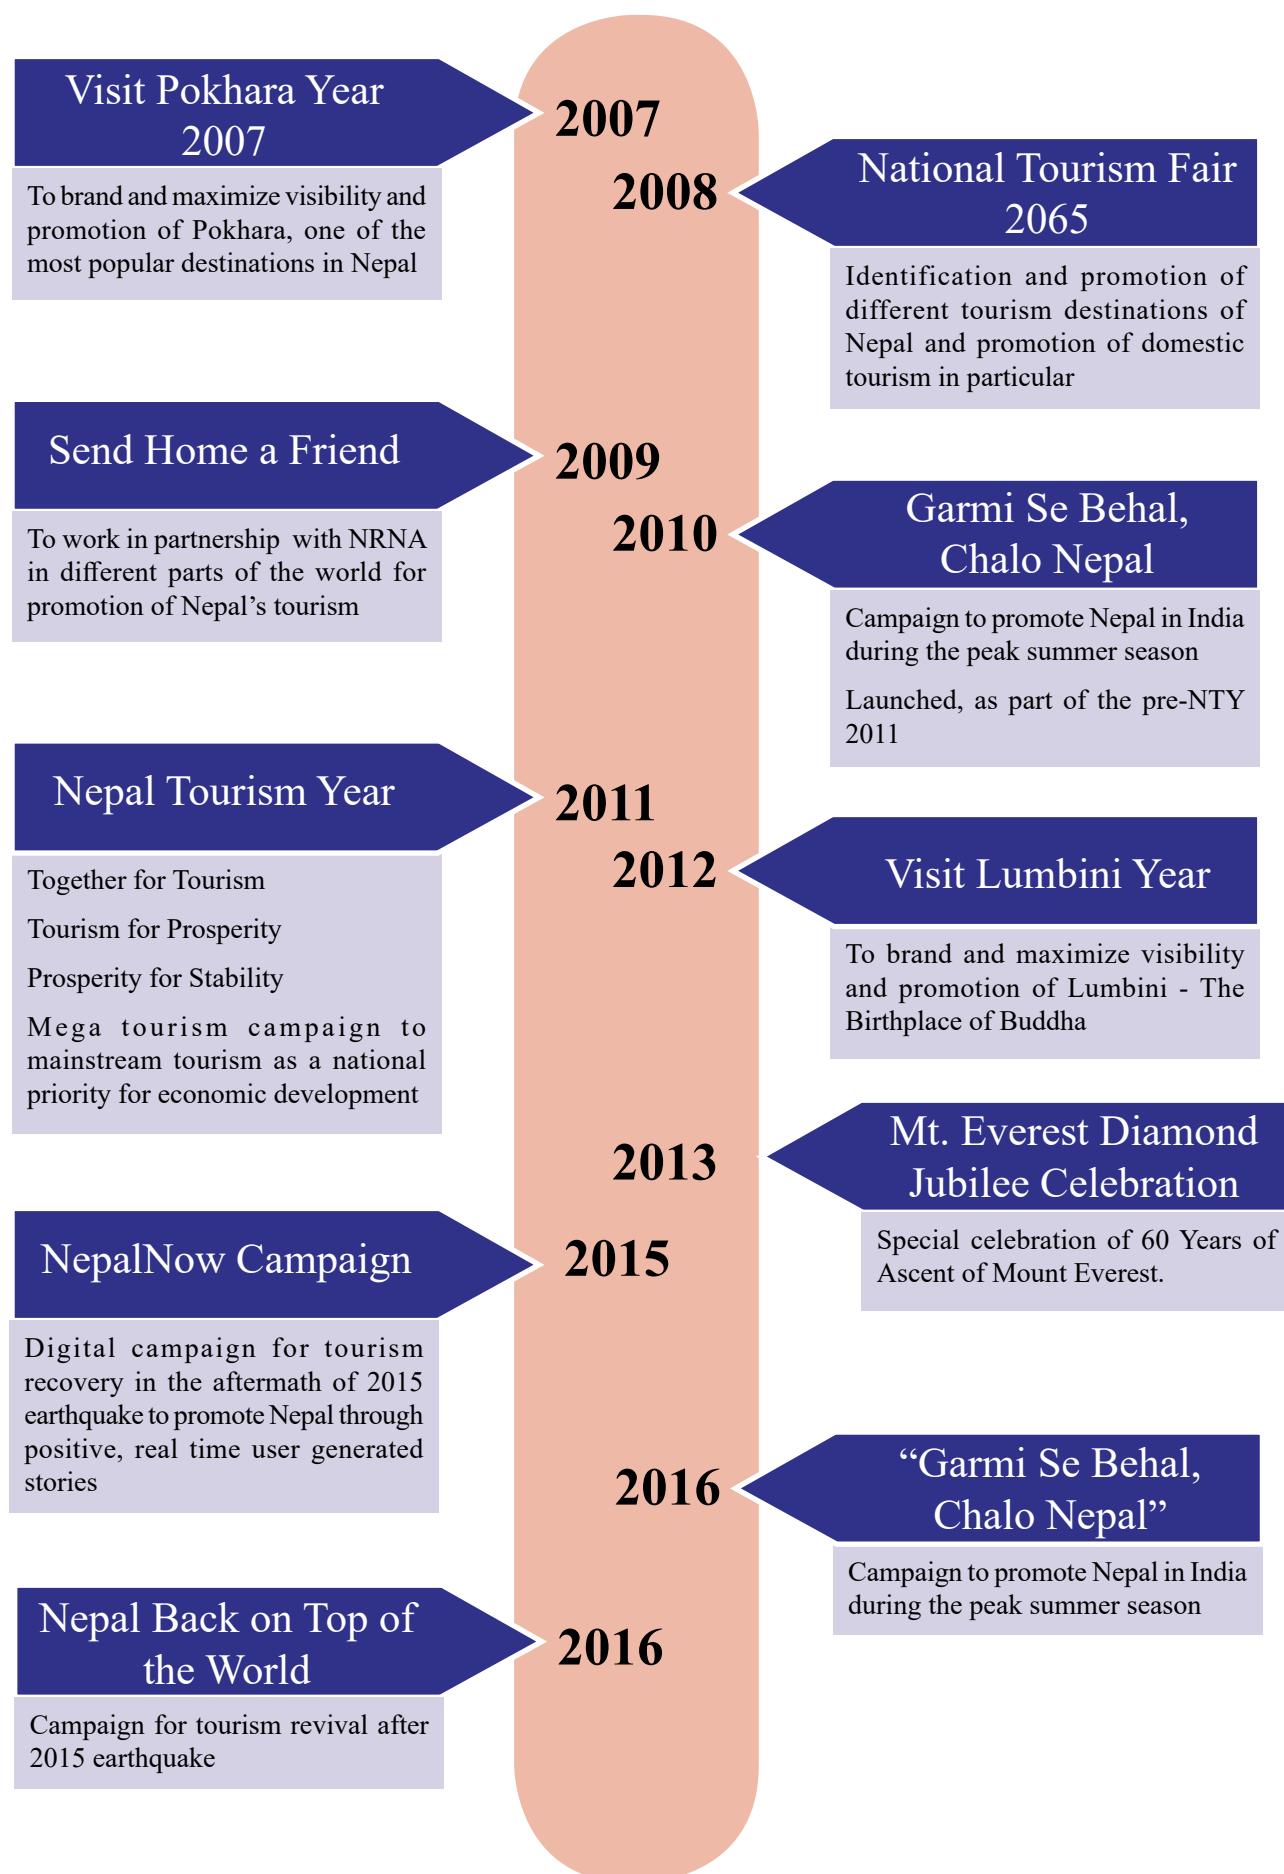 Visit Pokhara Year
2007
2007
To brand and maximize visibility and
promotion of Pokhara, one of the
most popular destinations in Nepal
2008
National Tourism Fair
2065
Identification and promotion of
different tourism destinations of
Nepal and promotion of domestic
tourism in particular
Send Home a Friend
2009
To work in partnership with NRNA
in different parts of the world for
promotion of Nepal’s tourism
2010
Garmi Se Behal,
Chalo Nepal
Campaign to promote Nepal in India
during the peak summer season
Launched, as part of the pre-NTY
2011
Nepal Tourism Year
2011
Together for Tourism
Tourism for Prosperity
Prosperity for Stability
Mega tourism campaign to
mainstream tourism as a national
priority for economic development
2012
Visit Lumbini Year
To brand and maximize visibility
and promotion of Lumbini - The
Birthplace of Buddha
2013
Mt. Everest Diamond
Jubilee Celebration
Special celebration of 60 Years of
Ascent of Mount Everest.
NepalNow Campaign
2015
Digital campaign for tourism
recovery in the aftermath of 2015
earthquake to promote Nepal through
positive, real time user generated
stories
2016
“Garmi Se Behal,
Chalo Nepal”
Campaign to promote Nepal in India
during the peak summer season
Nepal Back on Top of
the World
2016
Campaign for tourism revival after
2015 earthquake